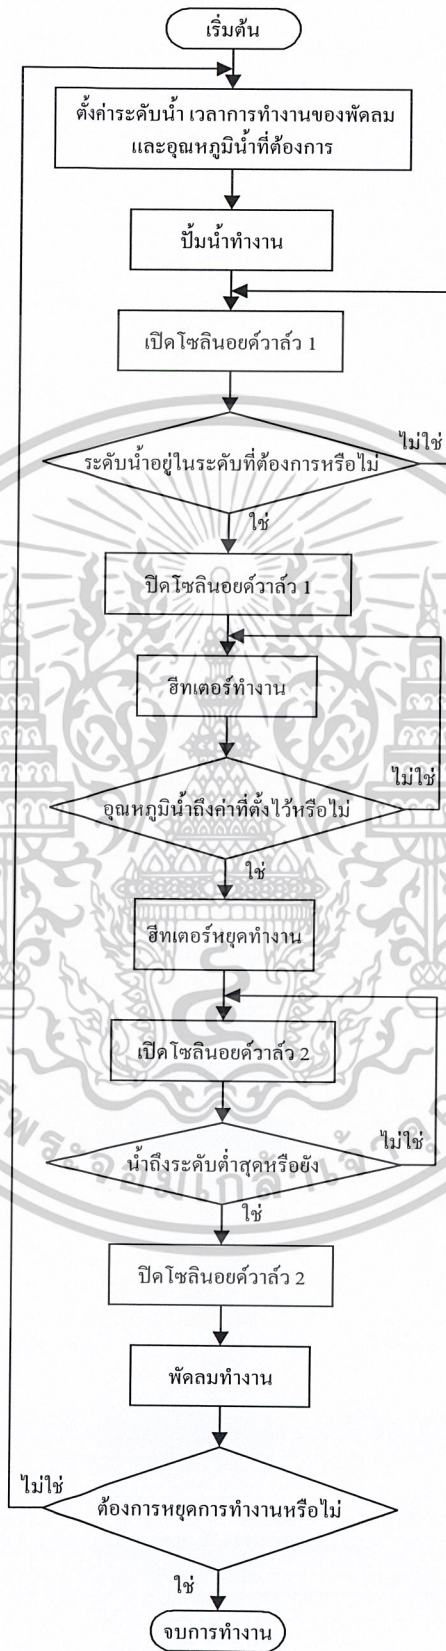 เริ่มต้น
ตั้งค่าระดับน้ำ เวลาการทำงานของพัดลม
และอุณหภูมิน้ำที่ต้องการ
ปั้มน้ำทำงาน
เปิดโซลินอยด์วาล์ว 1
ระดับน้ำอยู่ในระดับที่ต้องการหรือไม่
ไม่ใช่
ใช่
ปิดโซลินอยด์วาล์ว 1
ฮีทเตอร์ทำงาน
อุณหภูมิน้ำถึงค่าที่ตั้งไว้หรือไม่
ไม่ใช่
ใช่
ฮีทเตอร์หยุดทำงาน
เปิดโซลินอยด์วาล์ว 2
น้ำถึงระดับต่ำสุดหรือยัง
ไม่ใช่
ใช่
ปิดโซลินอยด์วาล์ว 2
พัดลมทำงาน
ต้องการหยุดการทำงานหรือไม่
ไม่ใช่
ใช่
จบการทำงาน